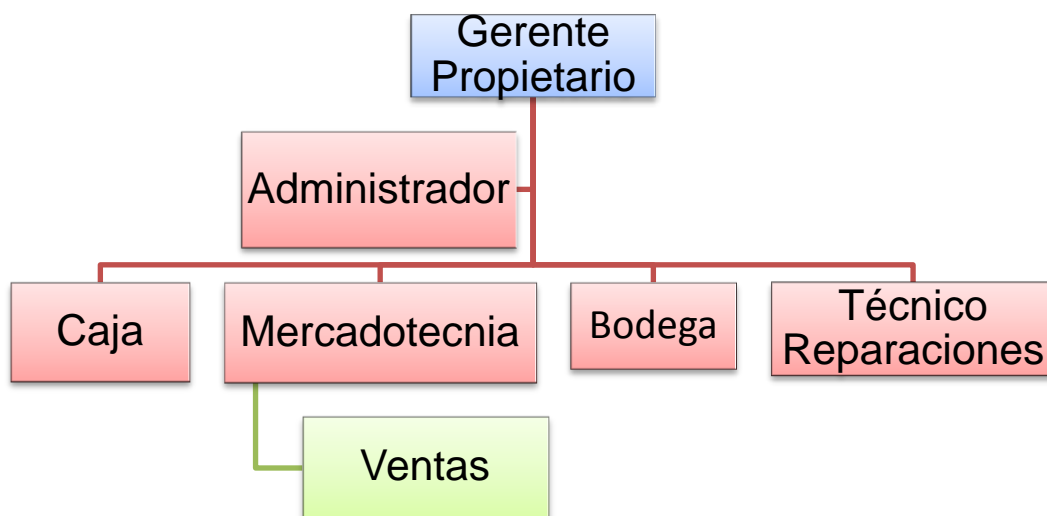 Gerente
Propietario
Administrador
Caja
Mercadotecnia
Bodega
Técnico
Reparaciones
Ventas